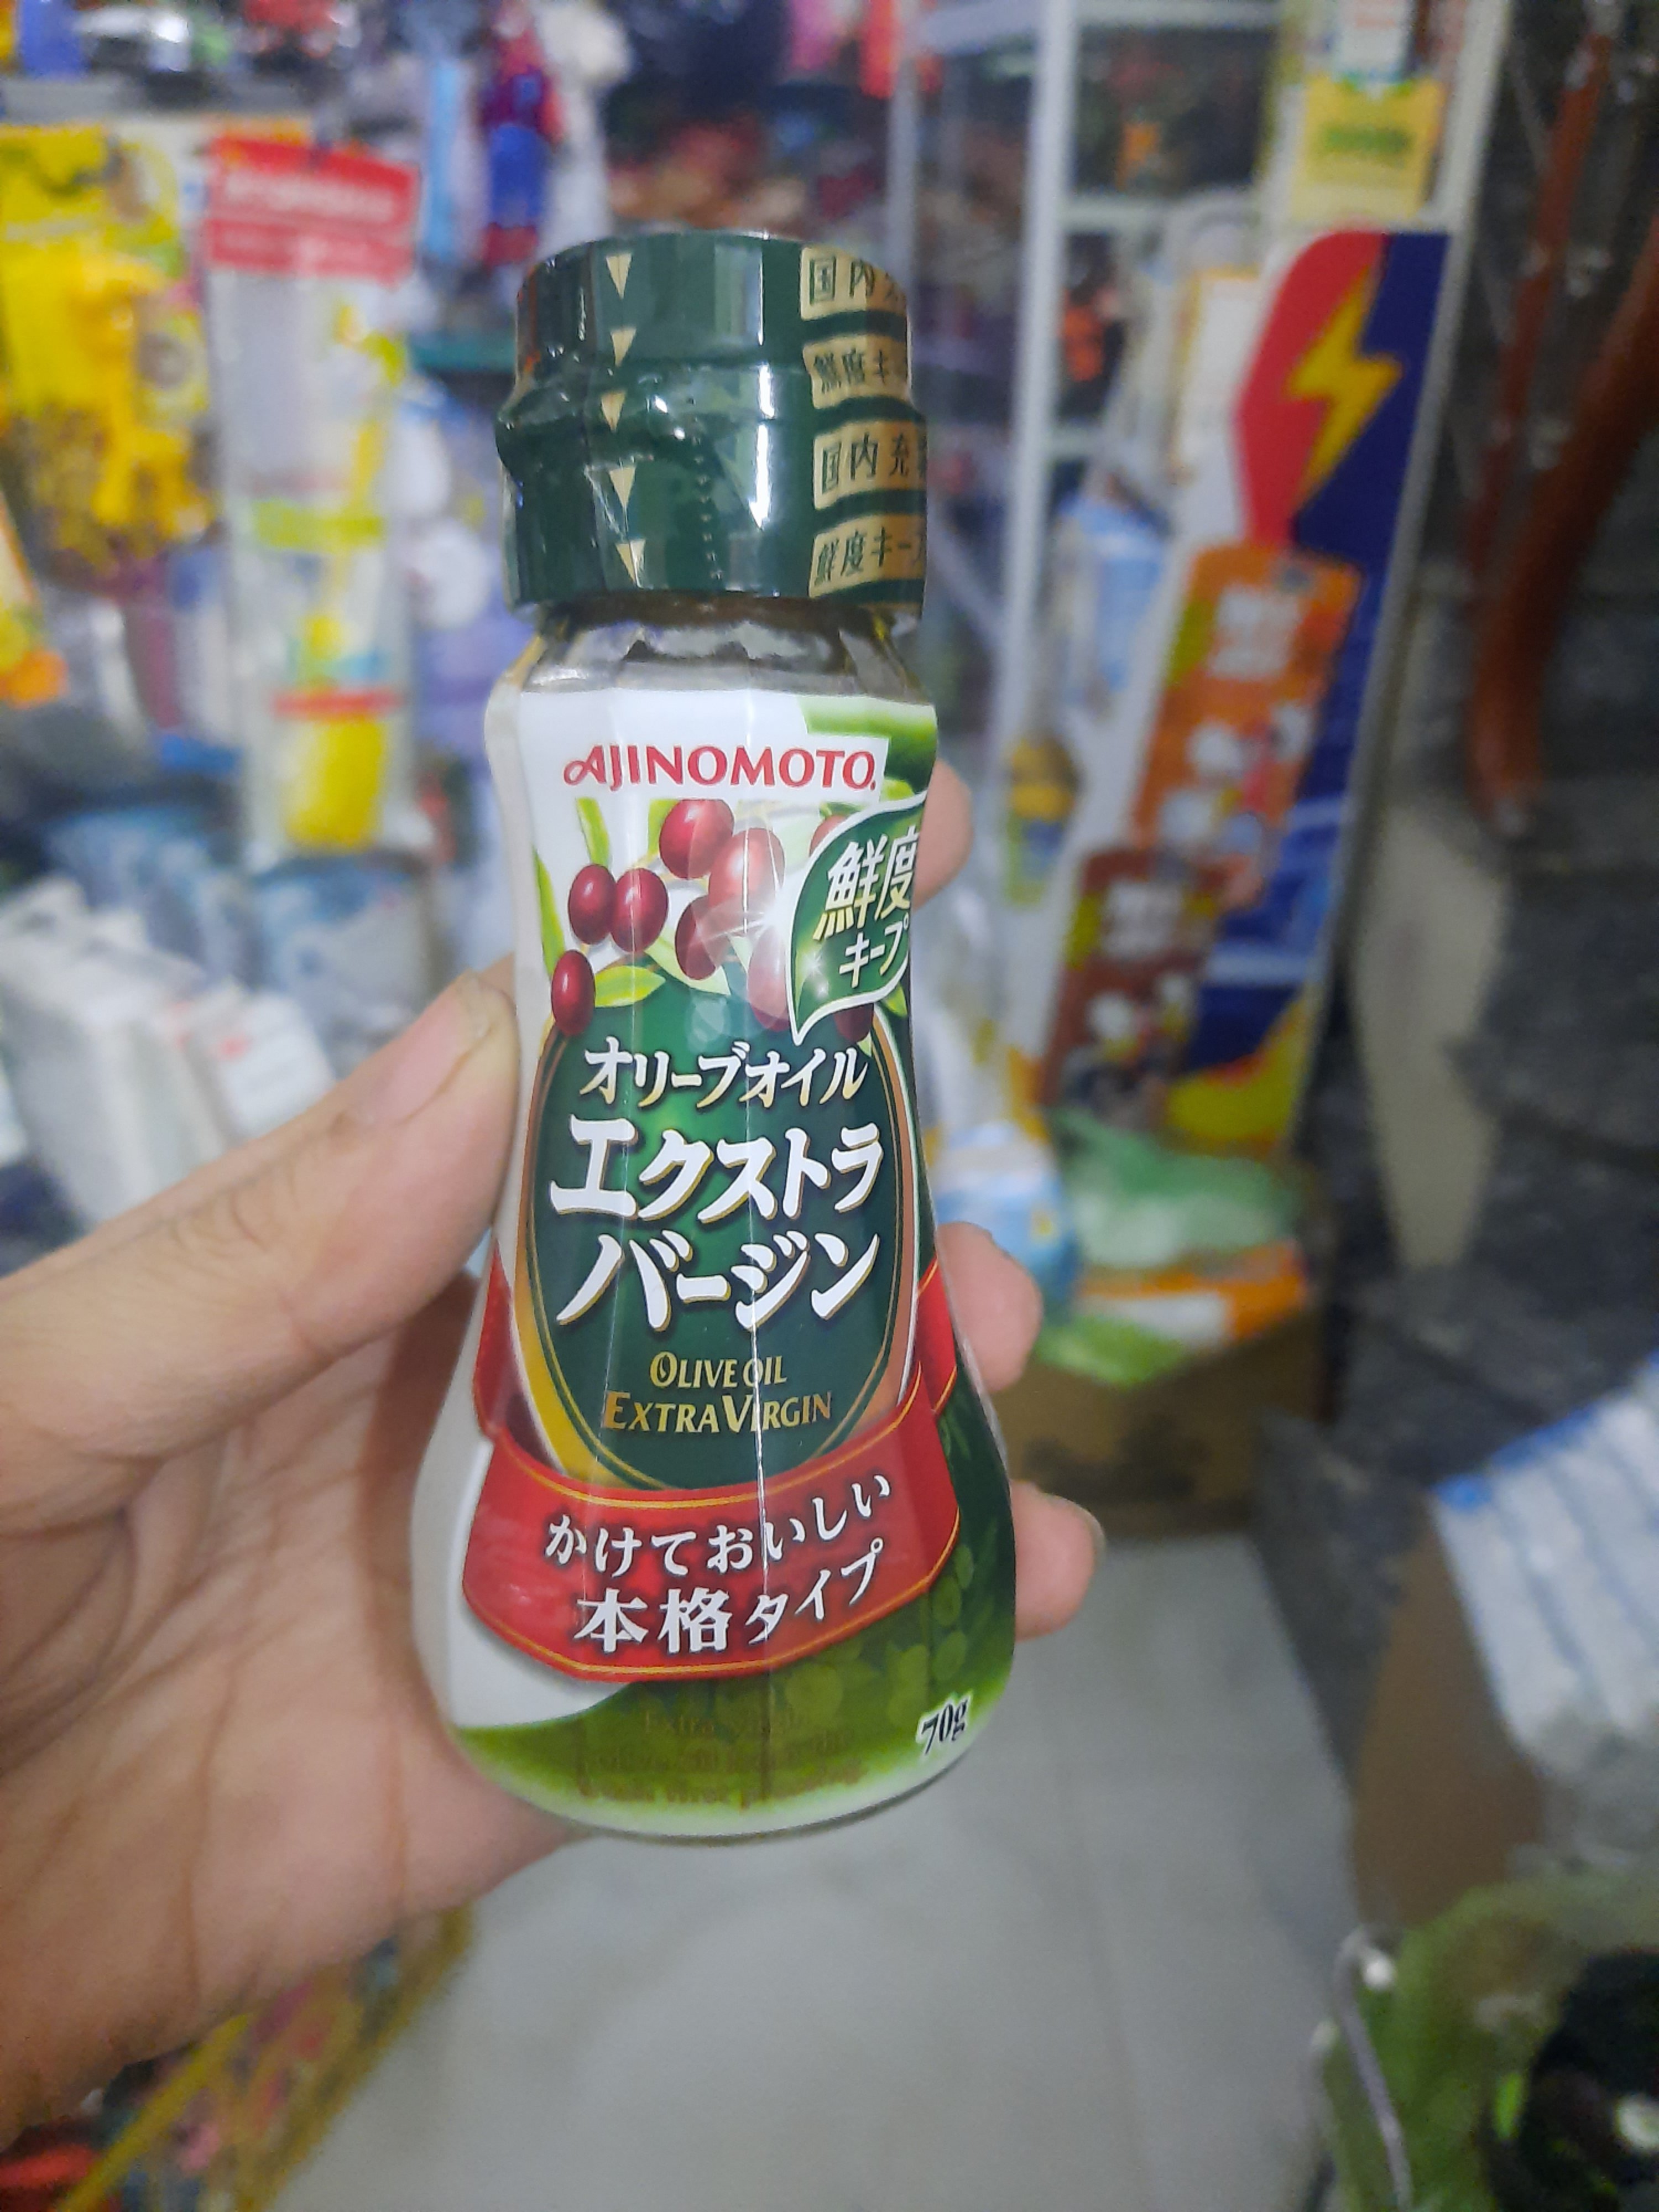 国内
鮮度キー
国内充
鮮度キープ
AJINOMOTO
鮮度
キープ
オリーブオイル
エクストラ
バージン
OLIVE OIL
EXTRA VIRGIN
かけておいしい
本格タイプ
70g
Extra